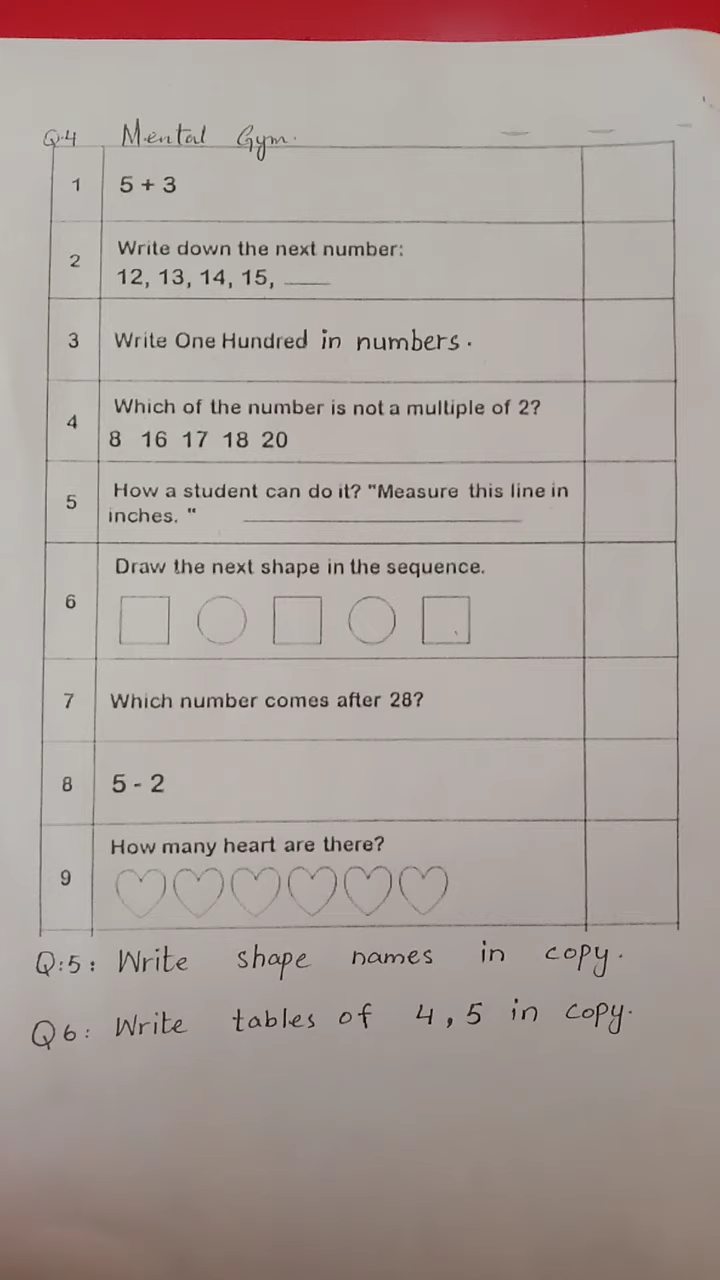 Q.4 Mental Gym.
1 5 + 3
2 Write down the next number:
12, 13, 14, 15, ____
3 Write One Hundred in numbers.
4 Which of the number is not a multiple of 2?
8 16 17 18 20
5 How a student can do it? "Measure this line in
inches. "
6 Draw the next shape in the sequence.
7 Which number comes after 28?
8 5 - 2
9 How many heart are there?
Q:5: Write shape names in copy.
Q6: Write tables of 4, 5 in copy.